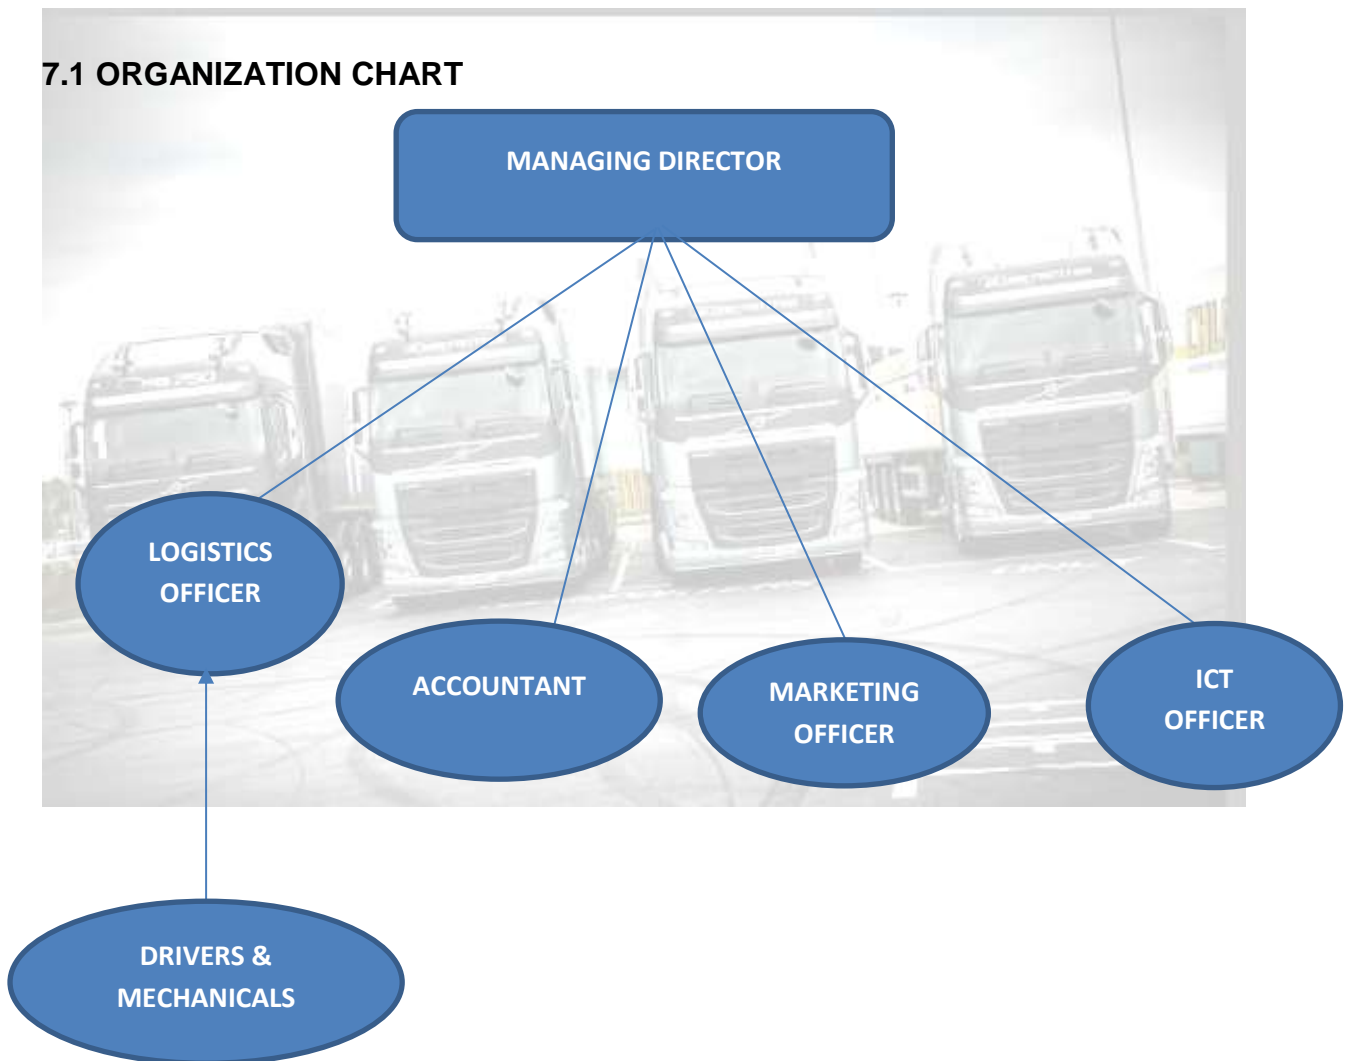 7.1 ORGANIZATION CHART
MANAGING DIRECTOR
LOGISTICS
OFFICER
ACCOUNTANT
MARKETING
OFFICER
ICT
OFFICER
DRIVERS &
MECHANICALS